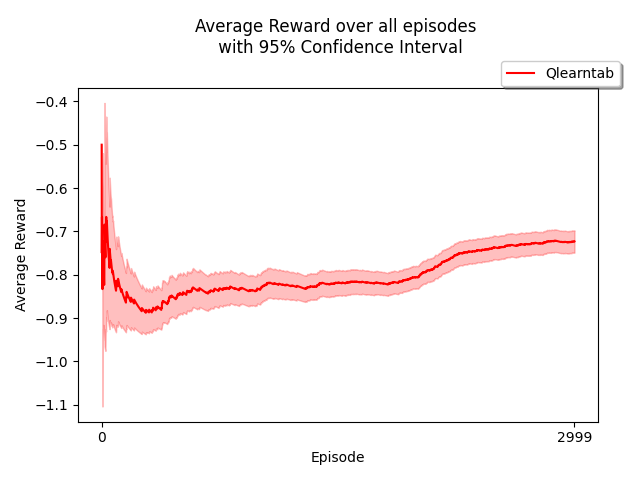 Average Reward over all episodes
with 95% Confidence Interval
Qlearntab
−0.4
−0.5
−0.6
−0.7
−0.8
−0.9
−1.0
−1.1
Average Reward
0
2999
Episode